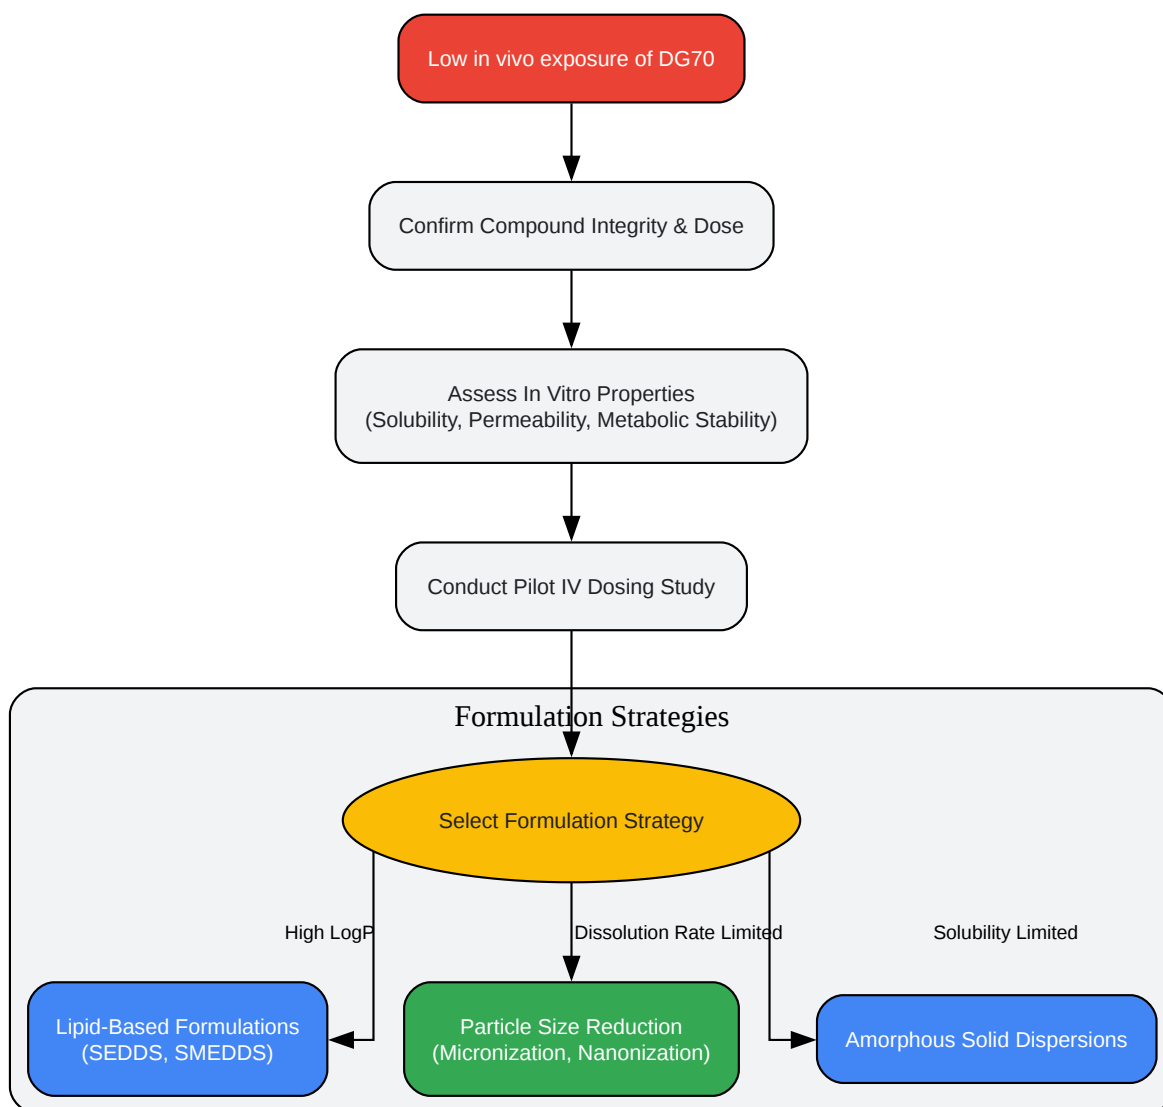 Low in vivo exposure of DG70
Confirm Compound Integrity & Dose
Assess In Vitro Properties
(Solubility, Permeability, Metabolic Stability)
Conduct Pilot IV Dosing Study
Formulation Strategies
Select Formulation Strategy
High LogP
Dissolution Rate Limited
Solubility Limited
Lipid-Based Formulations
(SEDDS, SMEDDS)
Particle Size Reduction
(Micronization, Nanonization)
Amorphous Solid Dispersions